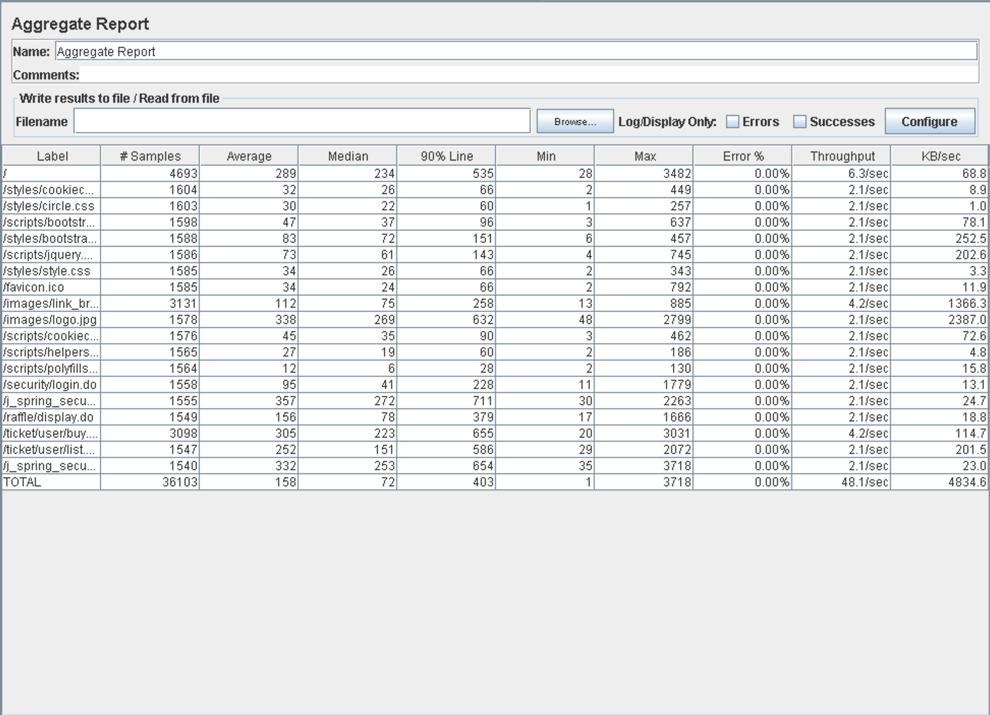 Aggregate Report
Name: Aggregate Report
Comments:
Write results to file / Read from file
Filename Browse... Log/Display Only: Errors Successes Configure
Label # Samples Average Median 90% Line Min Max Error % Throughput KB/sec
/ 4693 289 234 535 28 3482 0.00% 6.3/sec 68.8
/styles/cookiec... 1604 32 26 66 2 449 0.00% 2.1/sec 8.9
/styles/circle.css 1603 30 22 60 1 257 0.00% 2.1/sec 1.0
/scripts/bootstr... 1598 47 37 96 3 637 0.00% 2.1/sec 78.1
/styles/bootstra... 1588 83 72 151 6 457 0.00% 2.1/sec 252.5
/scripts/jquery.... 1586 73 61 143 4 745 0.00% 2.1/sec 202.6
/styles/style.css 1585 34 26 66 2 343 0.00% 2.1/sec 3.3
/favicon.ico 1585 34 24 66 2 792 0.00% 2.1/sec 11.9
/images/link_br... 3131 112 75 258 13 885 0.00% 4.2/sec 1366.3
/images/logo.jpg 1578 338 269 632 48 2799 0.00% 2.1/sec 2387.0
/scripts/cookiec... 1576 45 35 90 3 462 0.00% 2.1/sec 72.6
/scripts/helpers... 1565 27 19 60 2 186 0.00% 2.1/sec 4.8
/scripts/polyfills... 1564 12 6 28 2 130 0.00% 2.1/sec 15.8
/security/login.do 1558 95 41 228 11 1779 0.00% 2.1/sec 13.1
/j_spring_secu... 1555 357 272 711 30 2263 0.00% 2.1/sec 24.7
/raffle/display.do 1549 156 78 379 17 1666 0.00% 2.1/sec 18.8
/ticket/user/buy.... 3098 305 223 655 20 3031 0.00% 4.2/sec 114.7
/ticket/user/list.... 1547 252 151 586 29 2072 0.00% 2.1/sec 201.5
/j_spring_secu... 1540 332 253 654 35 3718 0.00% 2.1/sec 23.0
TOTAL 36103 158 72 403 1 3718 0.00% 48.1/sec 4834.6